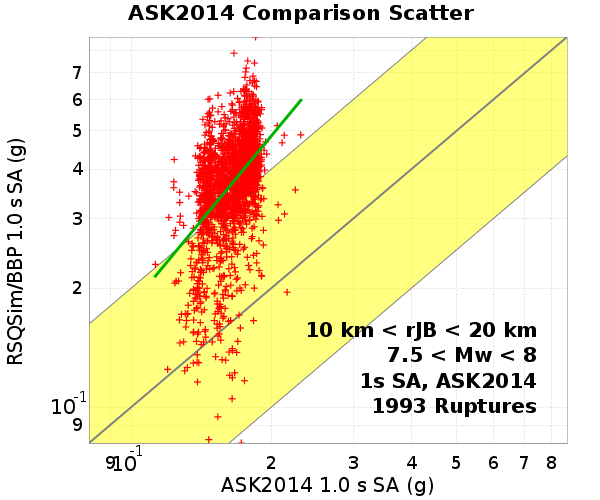 ASK2014 Comparison Scatter
RSQSim/BBP 1.0 s SA (g)
7
6
5
4
3
2
10-1
9
10 km < rJB < 20 km
7.5 < Mw < 8
1s SA, ASK2014
1993 Ruptures
9 10-1 2 3 4 5 6 7 8
ASK2014 1.0 s SA (g)